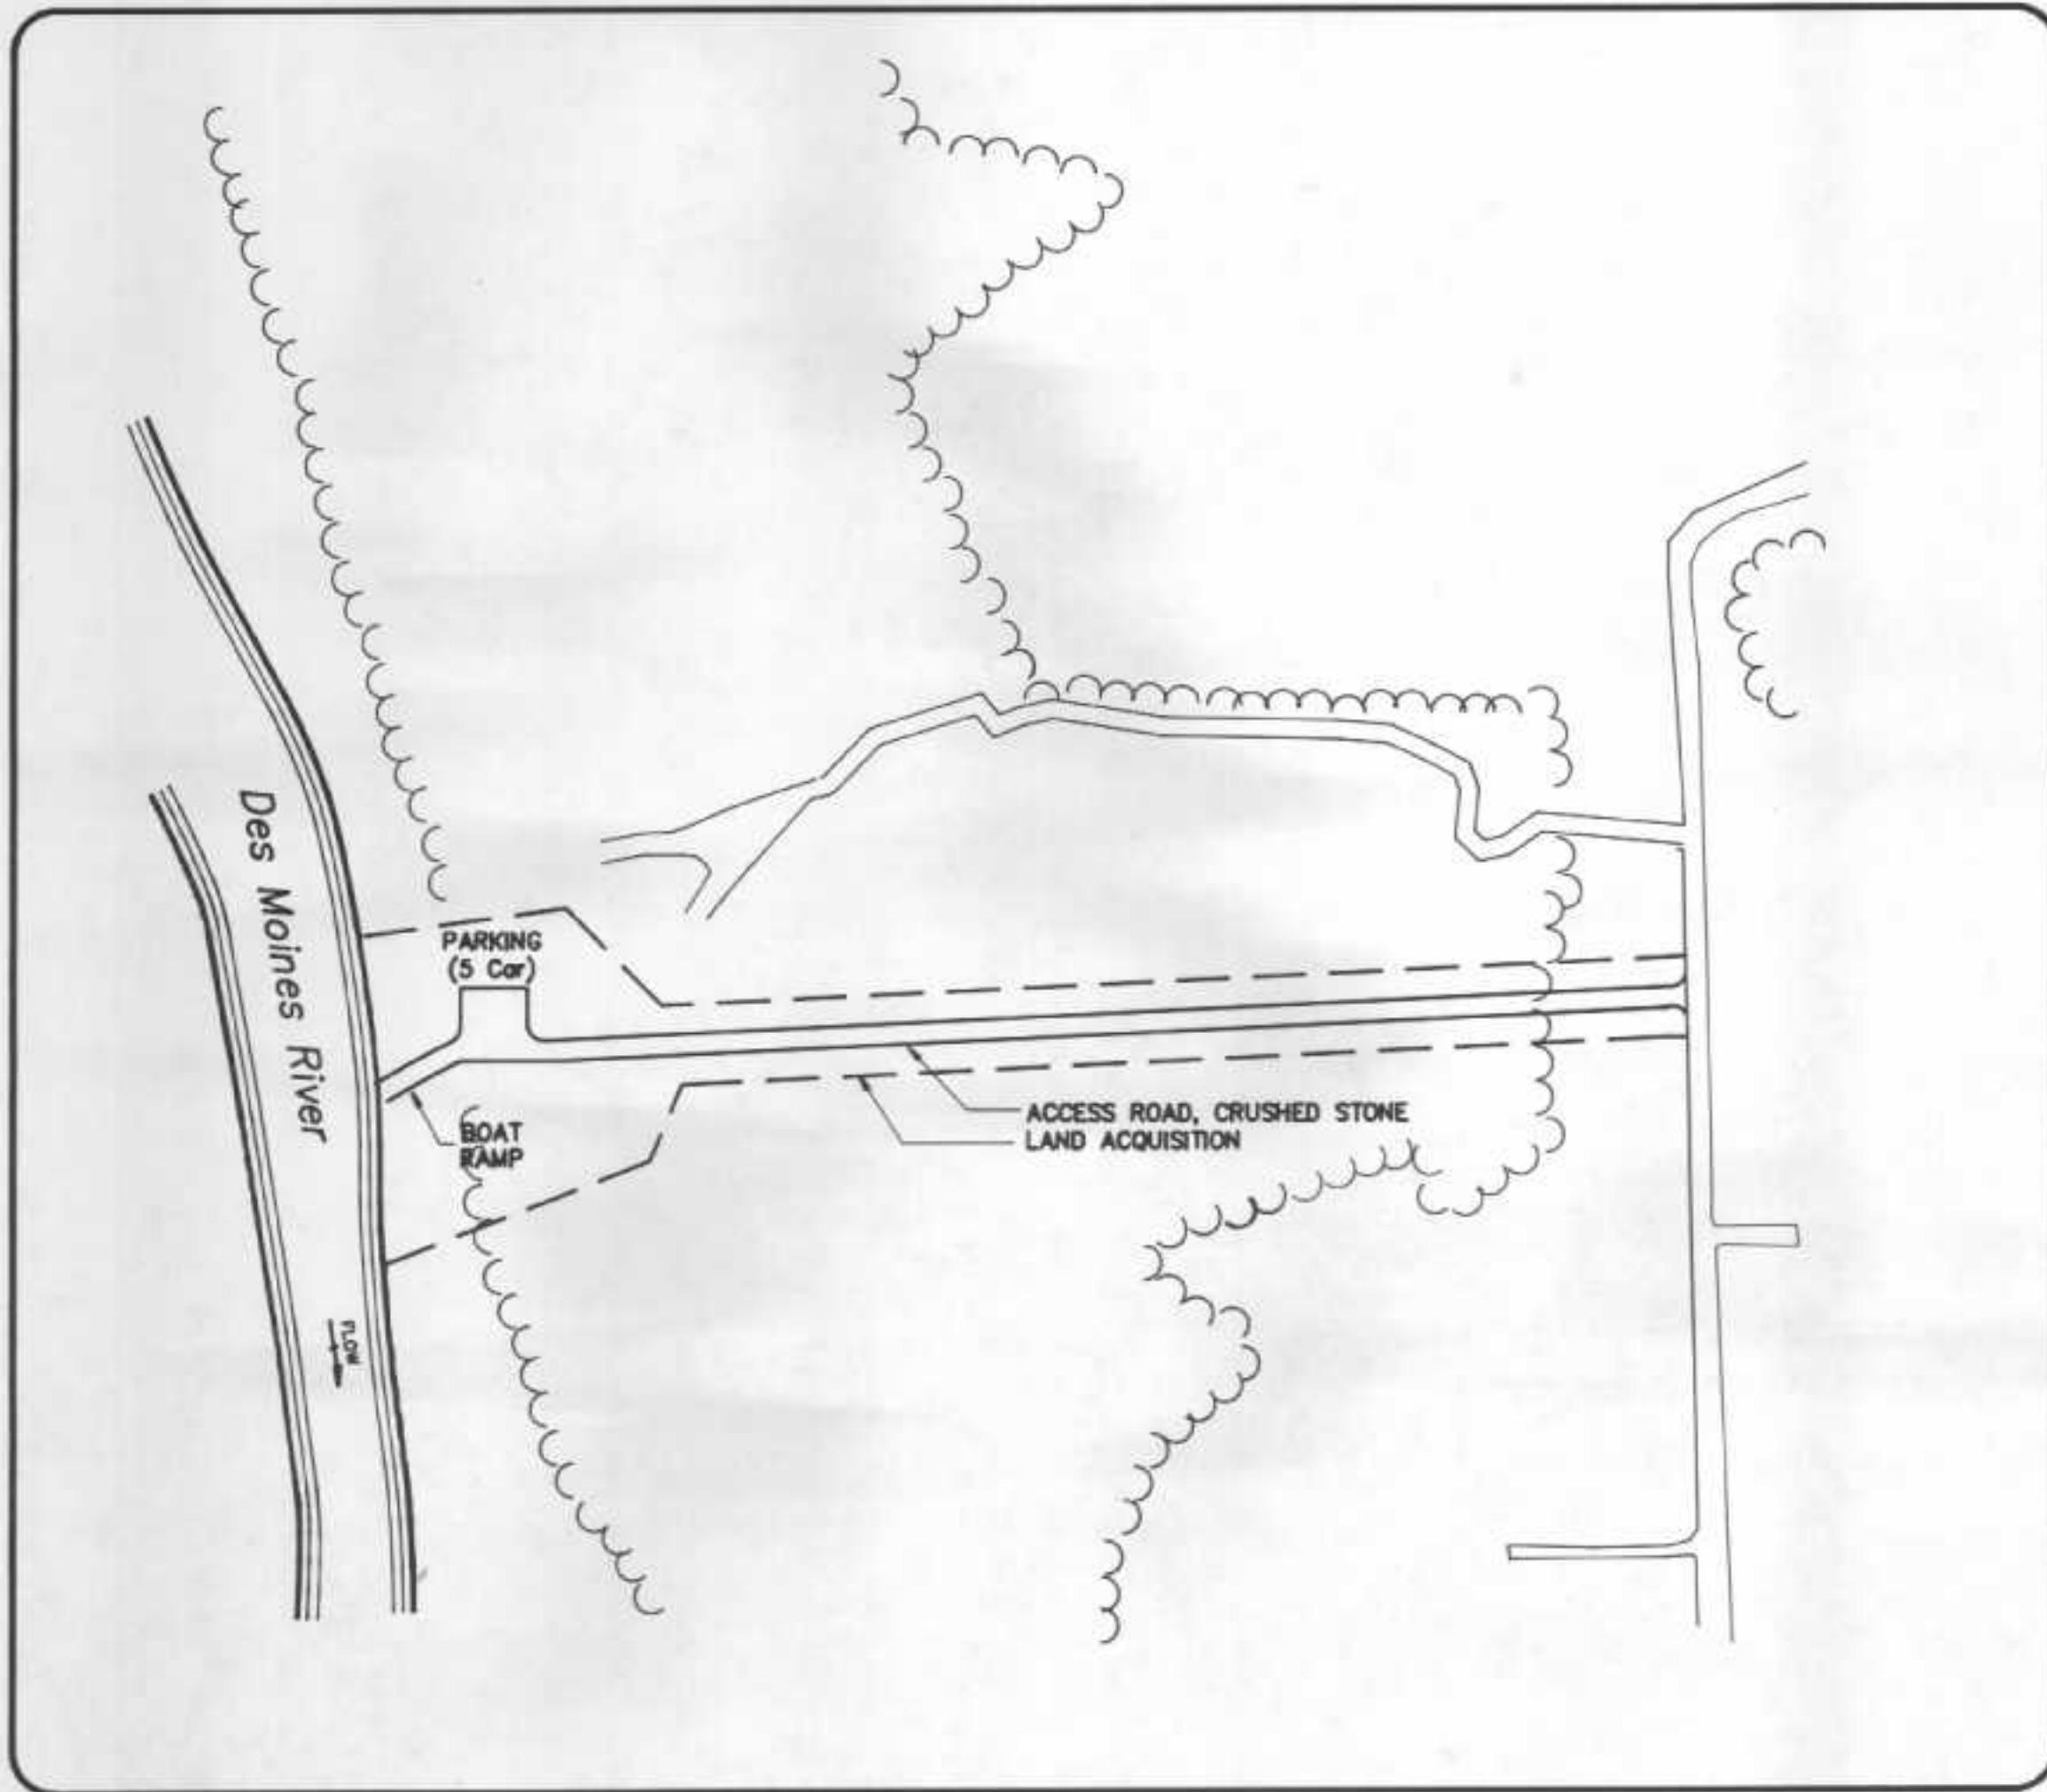 Des Moines River
PARKING
(5 Car)
BOAT
RAMP
ACCESS ROAD, CRUSHED STONE
LAND ACQUISITION
FLOW